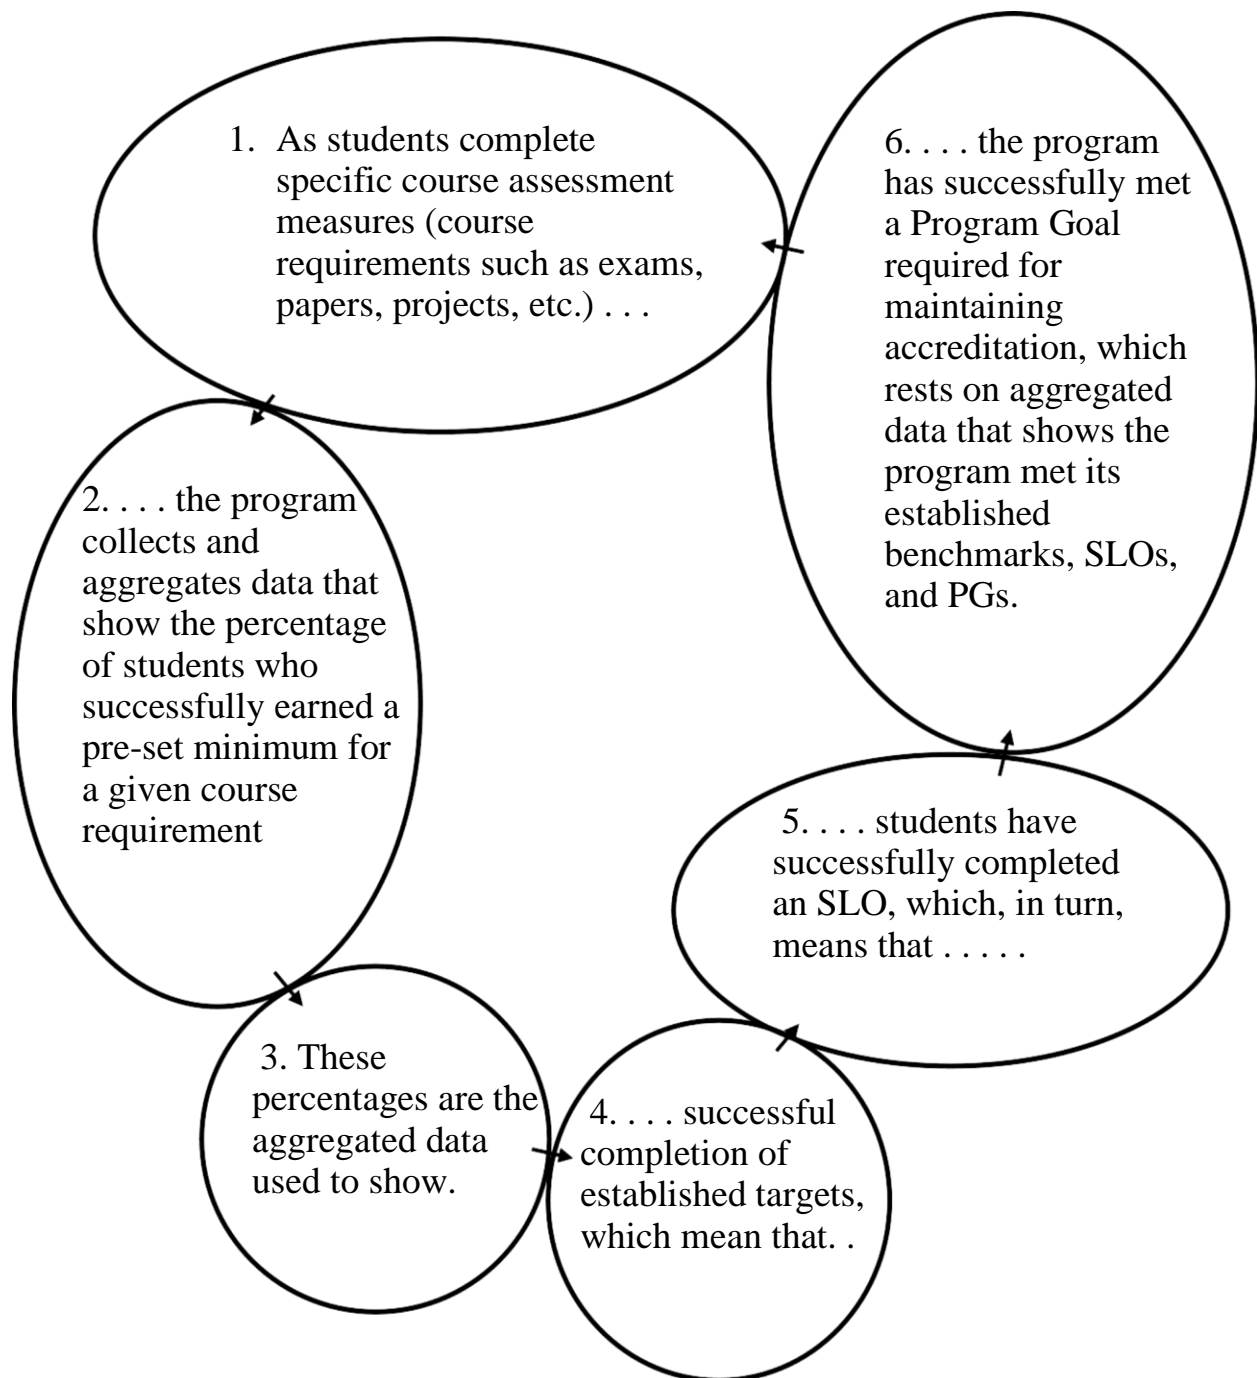 1. As students complete
specific course assessment
measures (course
requirements such as exams,
papers, projects, etc.) . . .
2. . . . the program
collects and
aggregates data that
show the percentage
of students who
successfully earned a
pre-set minimum for
a given course
requirement
3. These
percentages are the
aggregated data
used to show.
4. . . . successful
completion of
established targets,
which mean that. .
5. . . . students have
successfully completed
an SLO, which, in turn,
means that . . . . .
6. . . . the program
has successfully met
a Program Goal
required for
maintaining
accreditation, which
rests on aggregated
data that shows the
program met its
established
benchmarks, SLOs,
and PGs.